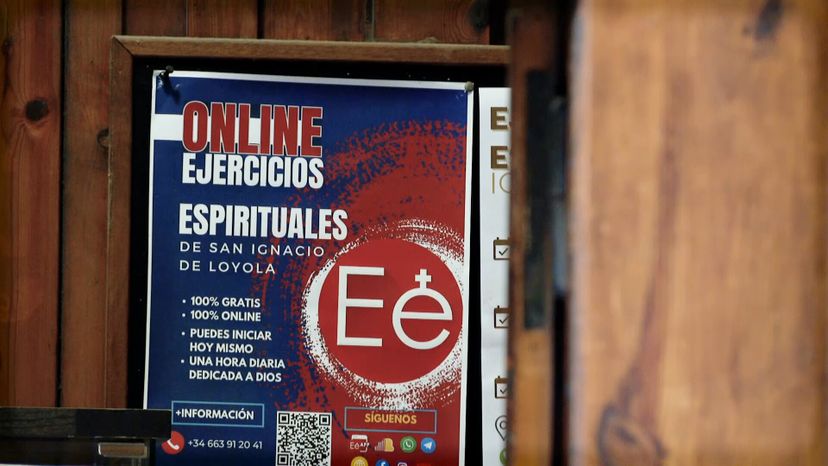 ONLINE
EJERCICIOS
ESPIRITUALES
DE SAN IGNACIO
DE LOYOLA
Ee
• 100% GRATIS
• 100% ONLINE
• PUEDES INICIAR
HOY MISMO
• UNA HORA DIARIA
DEDICADA A DIOS
+INFORMACIÓN
+34 663 91 20 41
SÍGUENOS
E
E